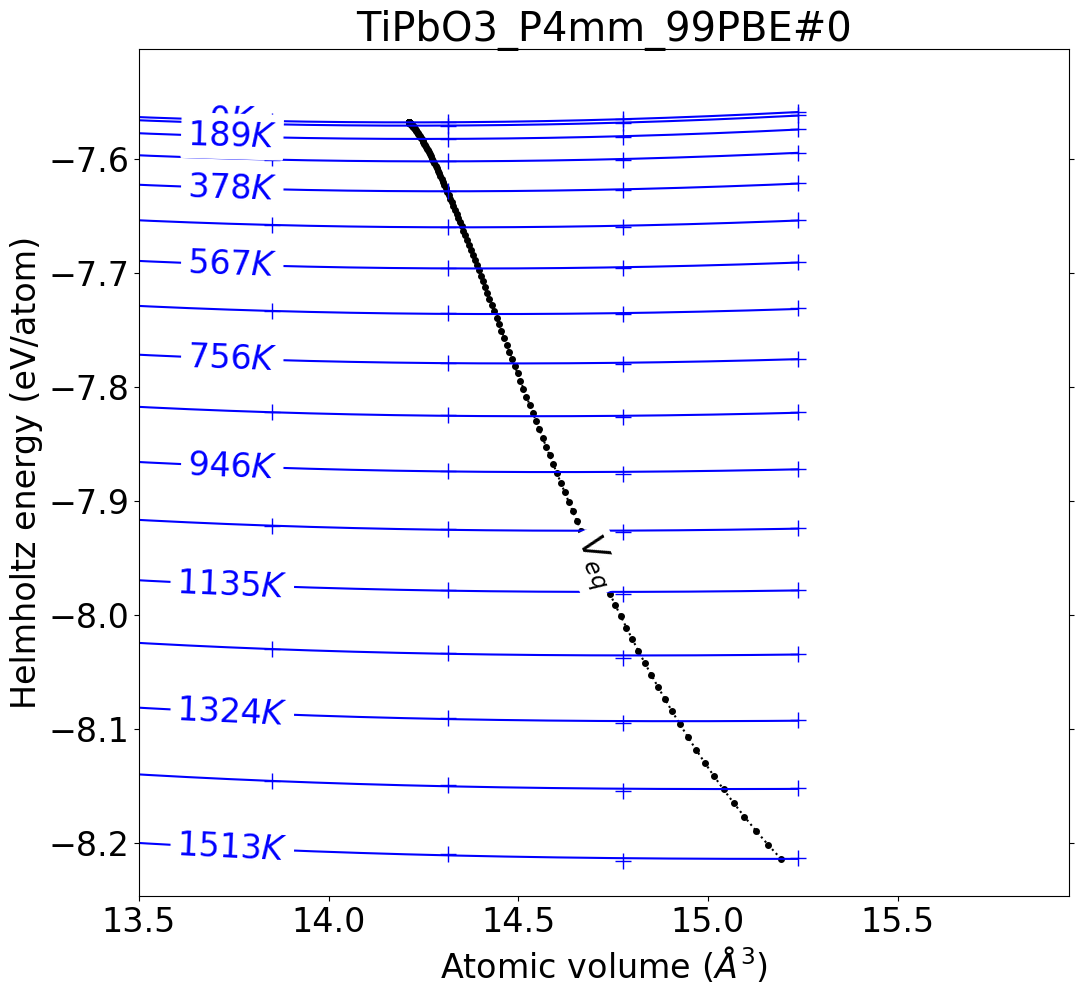 TiPbO3_P4mm_99PBE#0
Helmholtz energy (eV/atom)
−7.6
−7.7
−7.8
−7.9
−8.0
−8.1
−8.2
0K
189K
378K
567K
756K
946K
1135K
1324K
1513K
V_eq
13.5 14.0 14.5 15.0 15.5
Atomic volume (Å³)